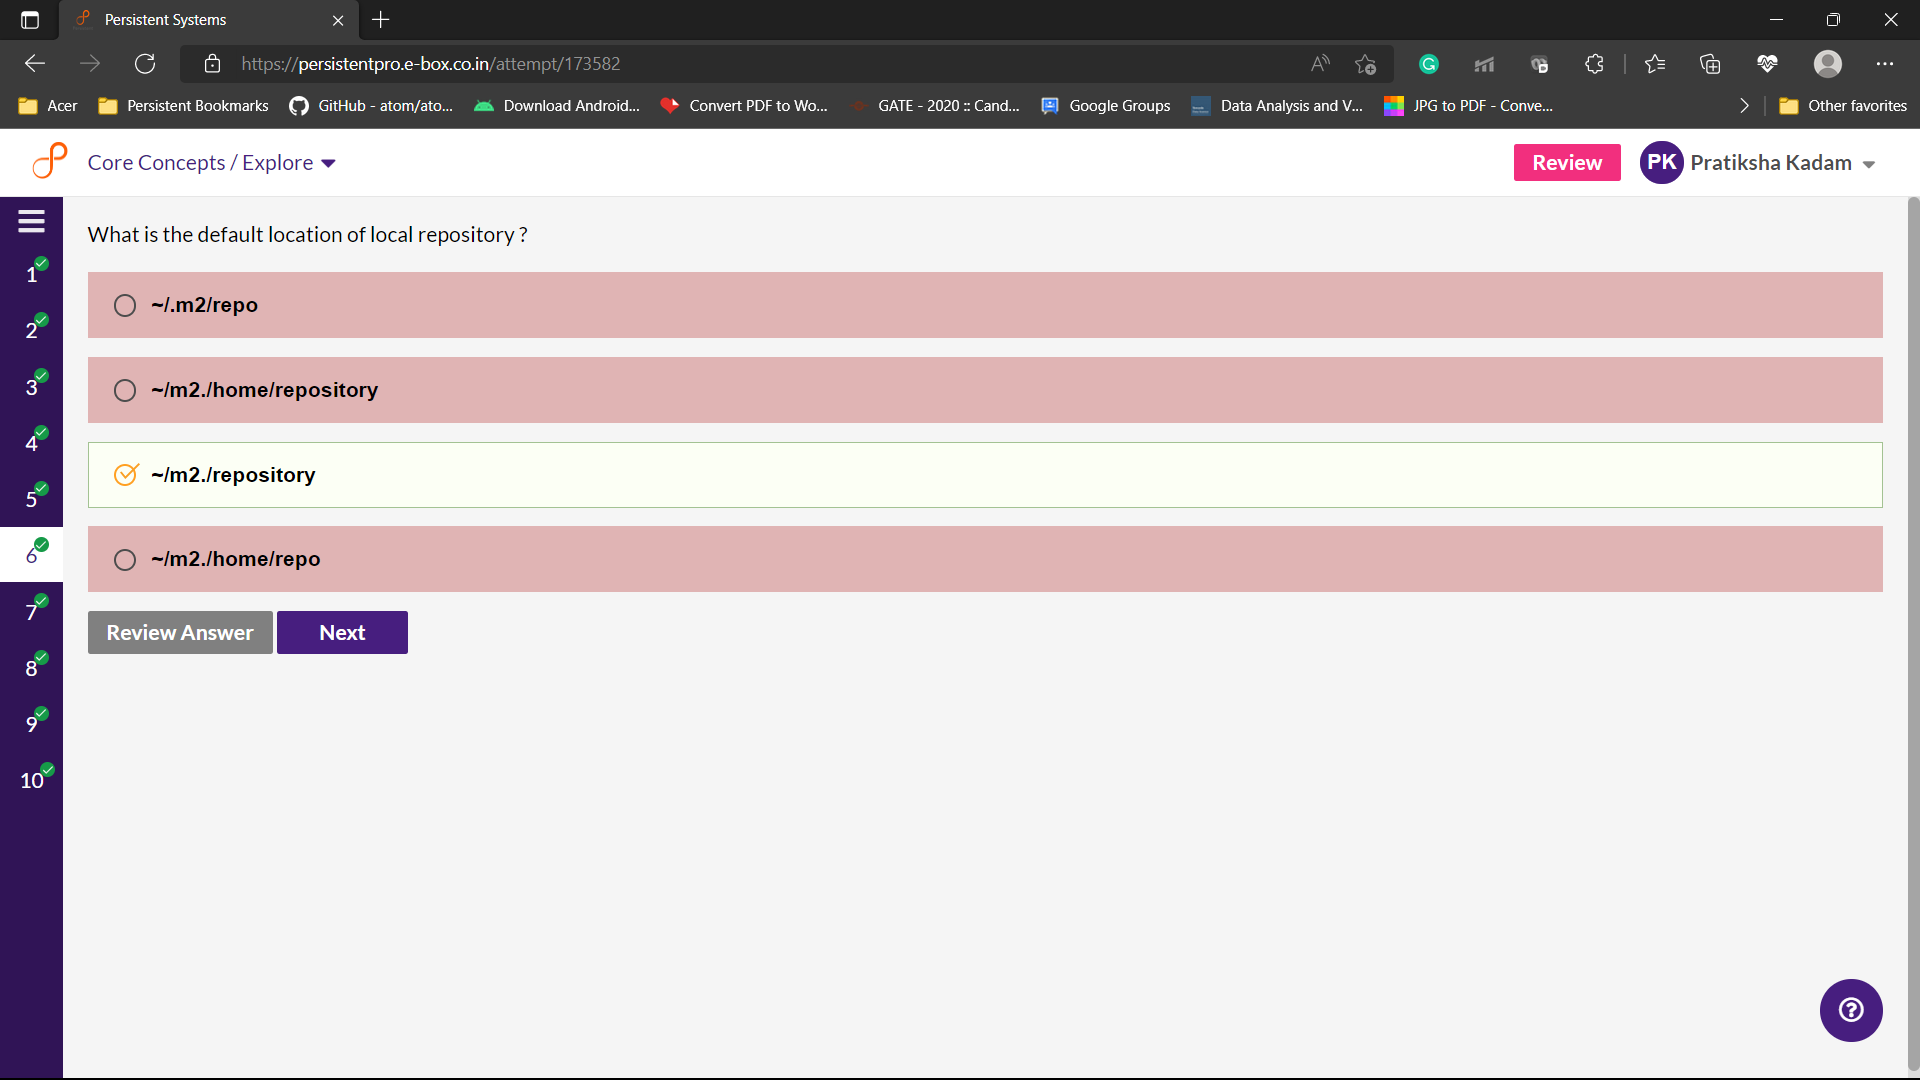 Persistent Systems
https://persistentpro.e-box.co.in/attempt/173582
Acer Persistent Bookmarks GitHub - atom/ato... Download Android... Convert PDF to Wo... GATE - 2020 :: Cand... Google Groups Data Analysis and V... JPG to PDF - Conve... Other favorites
Core Concepts / Explore Review PK Pratiksha Kadam
What is the default location of local repository ?
1
~/.m2/repo
2
3
~/m2./home/repository
4
~/m2./repository
5
6
~/m2./home/repo
7
Review Answer Next
8
9
10